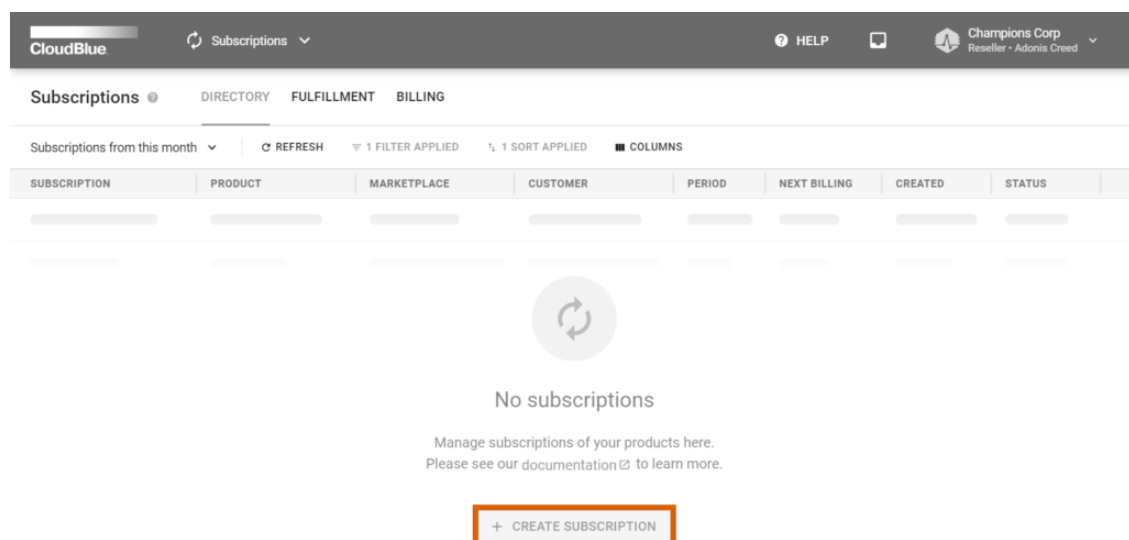 CloudBlue Subscriptions HELP Champions Corp
Reseller • Adonis Creed
Subscriptions DIRECTORY FULFILLMENT BILLING
Subscriptions from this month REFRESH 1 FILTER APPLIED 1 SORT APPLIED COLUMNS
SUBSCRIPTION PRODUCT MARKETPLACE CUSTOMER PERIOD NEXT BILLING CREATED STATUS
No subscriptions
Manage subscriptions of your products here.
Please see our documentation to learn more.
+ CREATE SUBSCRIPTION